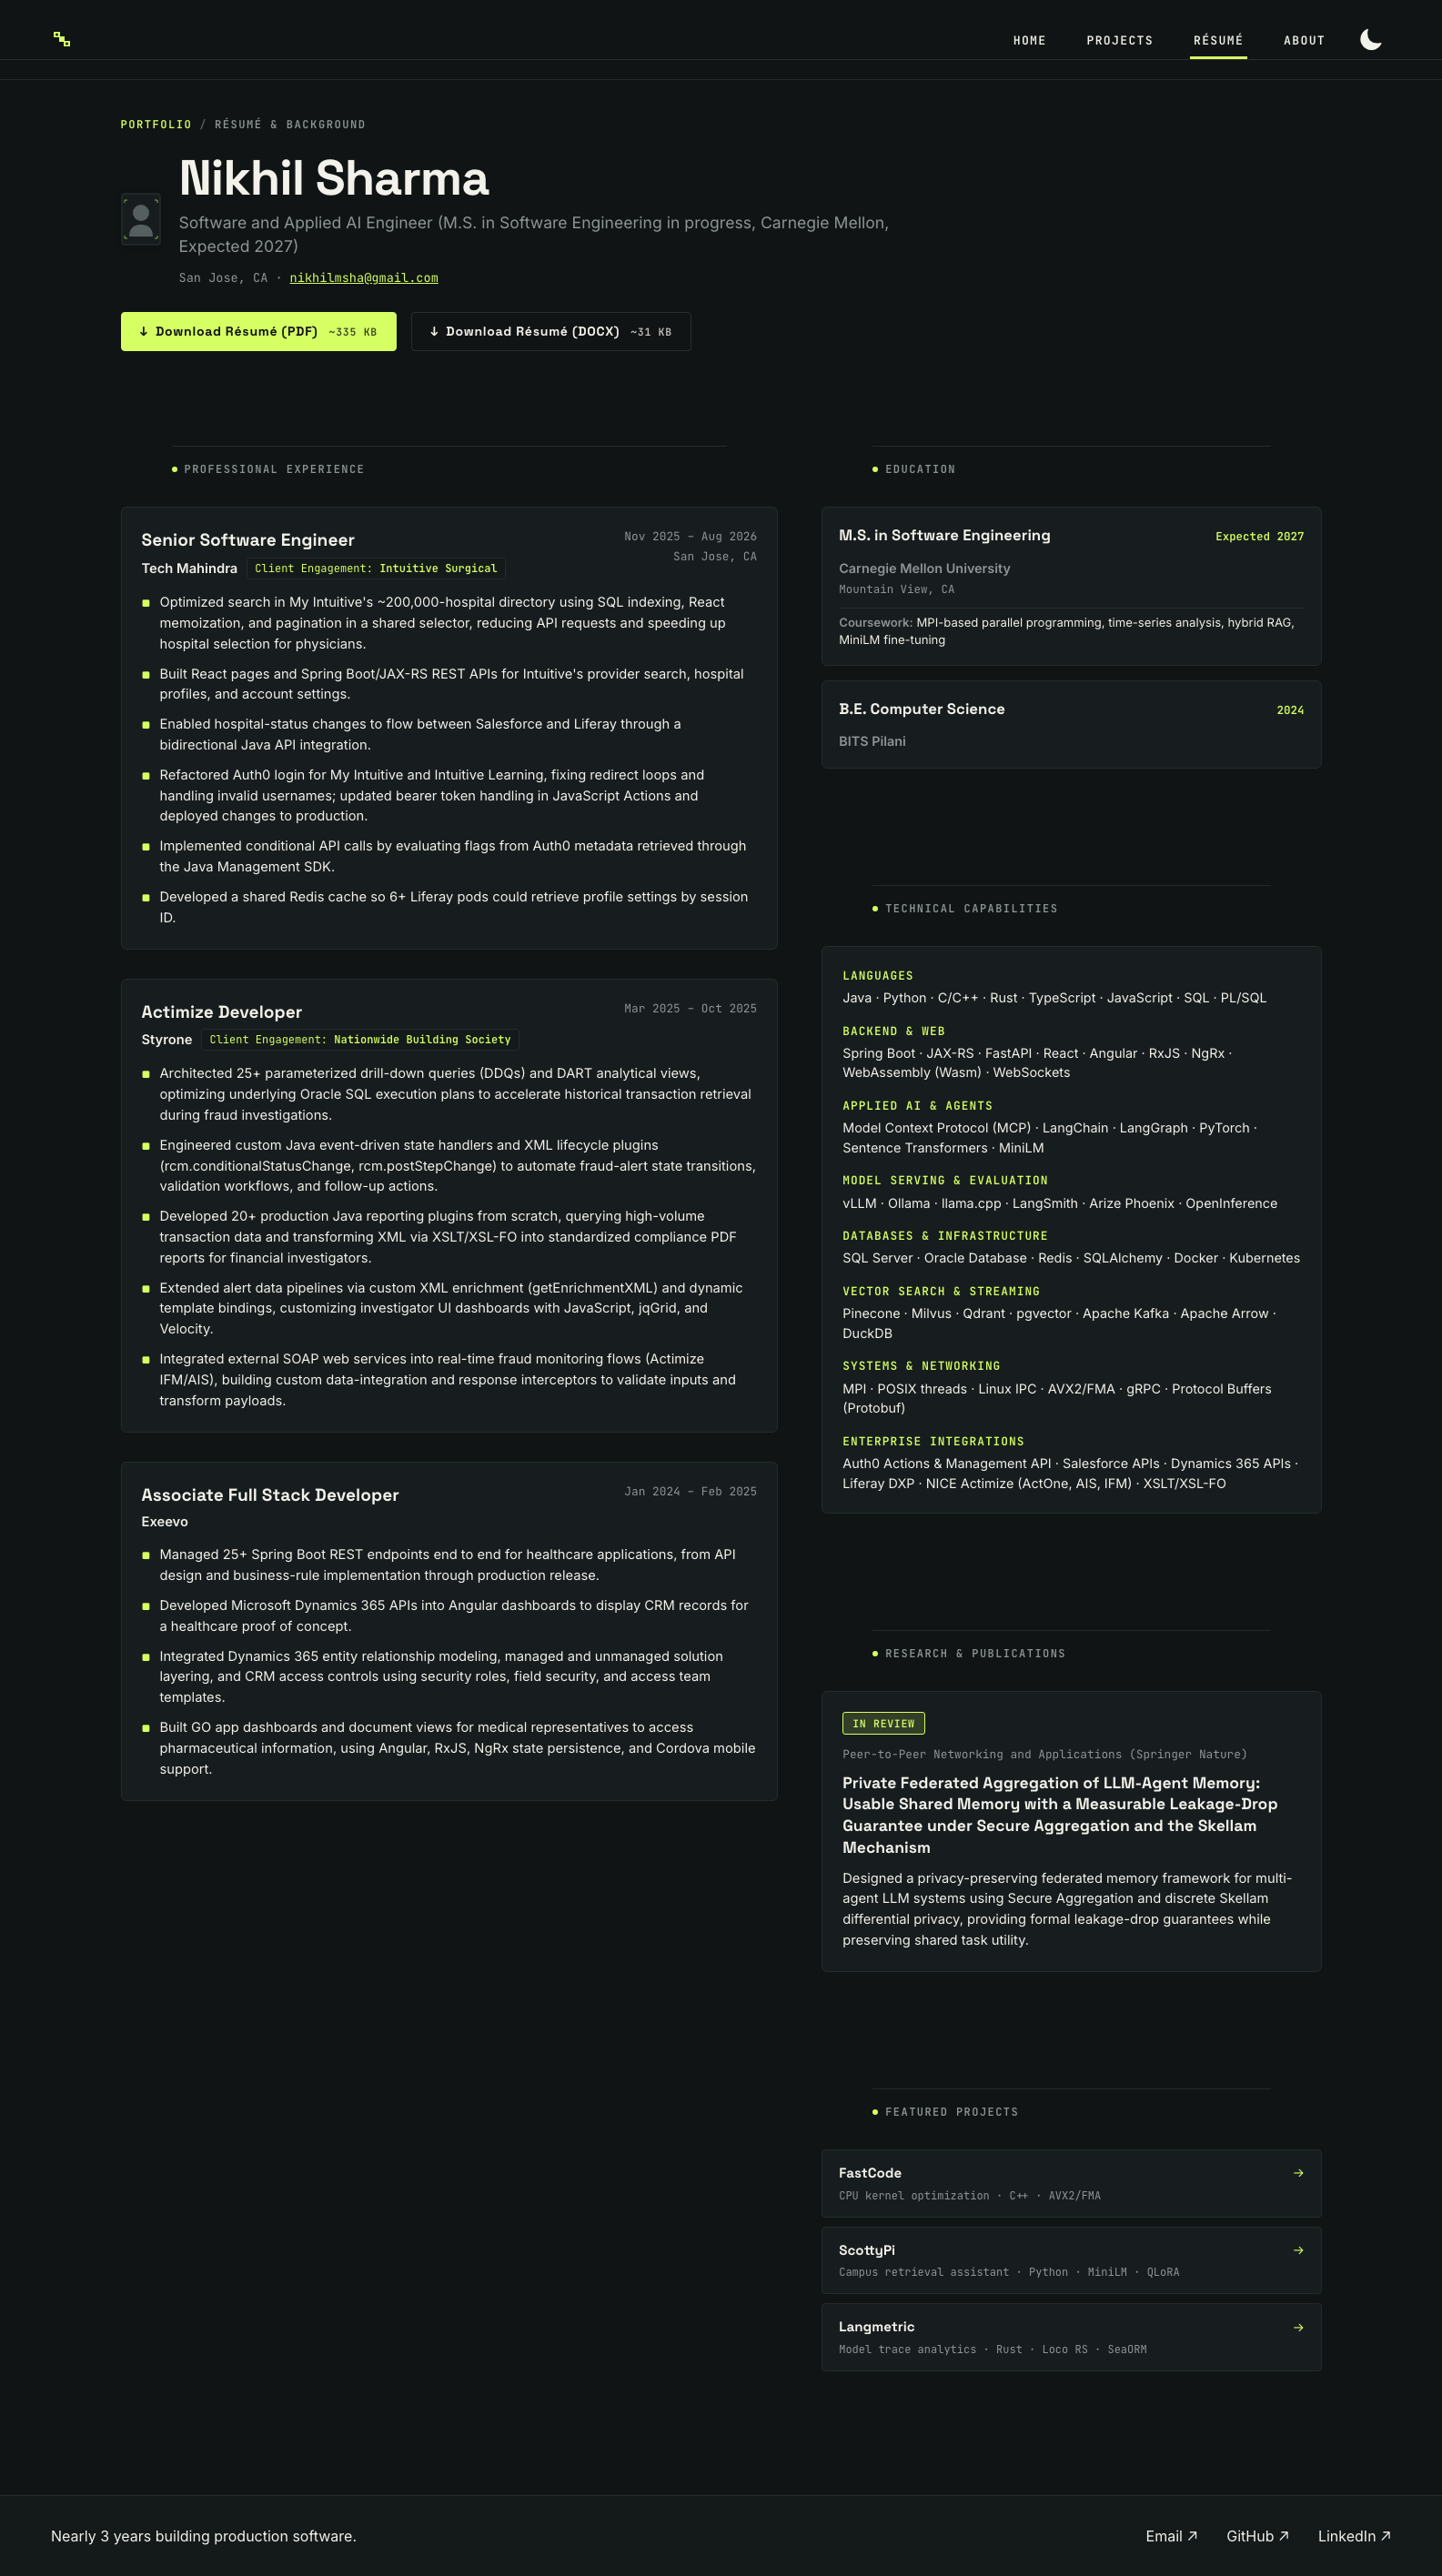 HOME PROJECTS RÉSUMÉ ABOUT
PORTFOLIO / RÉSUMÉ & BACKGROUND
Nikhil Sharma
Software and Applied AI Engineer (M.S. in Software Engineering in progress, Carnegie Mellon,
Expected 2027)
San Jose, CA · nikhilmsha@gmail.com
↓ Download Résumé (PDF) ~335 KB
↓ Download Résumé (DOCX) ~31 KB
PROFESSIONAL EXPERIENCE
Senior Software Engineer
Nov 2025 – Aug 2026
San Jose, CA
Tech Mahindra Client Engagement: Intuitive Surgical
Optimized search in My Intuitive's ~200,000-hospital directory using SQL indexing, React
memoization, and pagination in a shared selector, reducing API requests and speeding up
hospital selection for physicians.
Built React pages and Spring Boot/JAX-RS REST APIs for Intuitive's provider search, hospital
profiles, and account settings.
Enabled hospital-status changes to flow between Salesforce and Liferay through a
bidirectional Java API integration.
Refactored Auth0 login for My Intuitive and Intuitive Learning, fixing redirect loops and
handling invalid usernames; updated bearer token handling in JavaScript Actions and
deployed changes to production.
Implemented conditional API calls by evaluating flags from Auth0 metadata retrieved through
the Java Management SDK.
Developed a shared Redis cache so 6+ Liferay pods could retrieve profile settings by session
ID.
Actimize Developer
Mar 2025 – Oct 2025
Styrone Client Engagement: Nationwide Building Society
Architected 25+ parameterized drill-down queries (DDQs) and DART analytical views,
optimizing underlying Oracle SQL execution plans to accelerate historical transaction retrieval
during fraud investigations.
Engineered custom Java event-driven state handlers and XML lifecycle plugins
(rcm.conditionalStatusChange, rcm.postStepChange) to automate fraud-alert state transitions,
validation workflows, and follow-up actions.
Developed 20+ production Java reporting plugins from scratch, querying high-volume
transaction data and transforming XML via XSLT/XSL-FO into standardized compliance PDF
reports for financial investigators.
Extended alert data pipelines via custom XML enrichment (getEnrichmentXML) and dynamic
template bindings, customizing investigator UI dashboards with JavaScript, jqGrid, and
Velocity.
Integrated external SOAP web services into real-time fraud monitoring flows (Actimize
IFM/AIS), building custom data-integration and response interceptors to validate inputs and
transform payloads.
Associate Full Stack Developer
Jan 2024 – Feb 2025
Exeevo
Managed 25+ Spring Boot REST endpoints end to end for healthcare applications, from API
design and business-rule implementation through production release.
Developed Microsoft Dynamics 365 APIs into Angular dashboards to display CRM records for
a healthcare proof of concept.
Integrated Dynamics 365 entity relationship modeling, managed and unmanaged solution
layering, and CRM access controls using security roles, field security, and access team
templates.
Built GO app dashboards and document views for medical representatives to access
pharmaceutical information, using Angular, RxJS, NgRx state persistence, and Cordova mobile
support.
EDUCATION
M.S. in Software Engineering
Expected 2027
Carnegie Mellon University
Mountain View, CA
Coursework: MPI-based parallel programming, time-series analysis, hybrid RAG,
MiniLM fine-tuning
B.E. Computer Science
2024
BITS Pilani
TECHNICAL CAPABILITIES
LANGUAGES
Java · Python · C/C++ · Rust · TypeScript · JavaScript · SQL · PL/SQL
BACKEND & WEB
Spring Boot · JAX-RS · FastAPI · React · Angular · RxJS · NgRx ·
WebAssembly (Wasm) · WebSockets
APPLIED AI & AGENTS
Model Context Protocol (MCP) · LangChain · LangGraph · PyTorch ·
Sentence Transformers · MiniLM
MODEL SERVING & EVALUATION
vLLM · Ollama · llama.cpp · LangSmith · Arize Phoenix · OpenInference
DATABASES & INFRASTRUCTURE
SQL Server · Oracle Database · Redis · SQLAlchemy · Docker · Kubernetes
VECTOR SEARCH & STREAMING
Pinecone · Milvus · Qdrant · pgvector · Apache Kafka · Apache Arrow ·
DuckDB
SYSTEMS & NETWORKING
MPI · POSIX threads · Linux IPC · AVX2/FMA · gRPC · Protocol Buffers
(Protobuf)
ENTERPRISE INTEGRATIONS
Auth0 Actions & Management API · Salesforce APIs · Dynamics 365 APIs ·
Liferay DXP · NICE Actimize (ActOne, AIS, IFM) · XSLT/XSL-FO
RESEARCH & PUBLICATIONS
IN REVIEW
Peer-to-Peer Networking and Applications (Springer Nature)
Private Federated Aggregation of LLM-Agent Memory:
Usable Shared Memory with a Measurable Leakage-Drop
Guarantee under Secure Aggregation and the Skellam
Mechanism
Designed a privacy-preserving federated memory framework for multi-
agent LLM systems using Secure Aggregation and discrete Skellam
differential privacy, providing formal leakage-drop guarantees while
preserving shared task utility.
FEATURED PROJECTS
FastCode →
CPU kernel optimization · C++ · AVX2/FMA
ScottyPi →
Campus retrieval assistant · Python · MiniLM · QLoRA
Langmetric →
Model trace analytics · Rust · Loco RS · SeaORM
Nearly 3 years building production software.
Email ↗ GitHub ↗ LinkedIn ↗